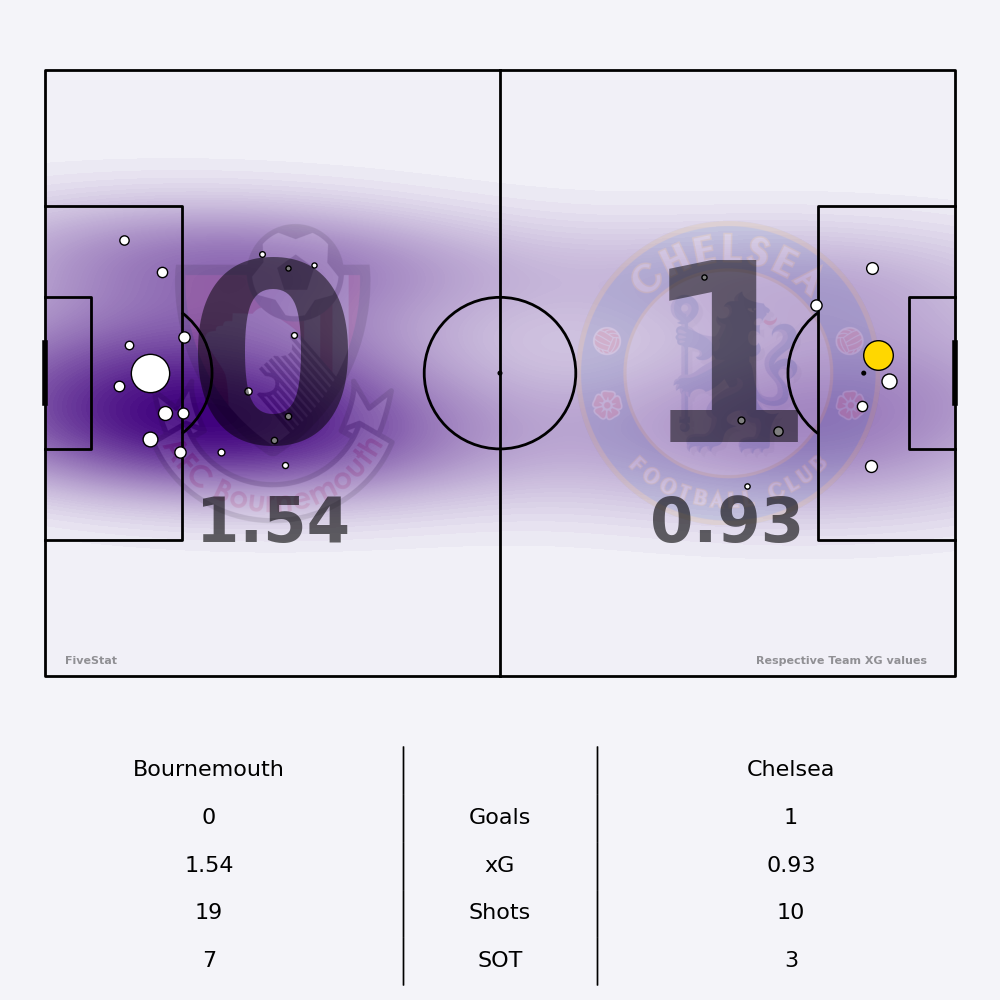 CHELSEA
FOOTBALL CLUB
AFC Bournemouth
0
1
1.54
0.93
FiveStat
Respective Team XG values
Bournemouth
Chelsea
0
Goals
1
1.54
xG
0.93
19
Shots
10
7
SOT
3